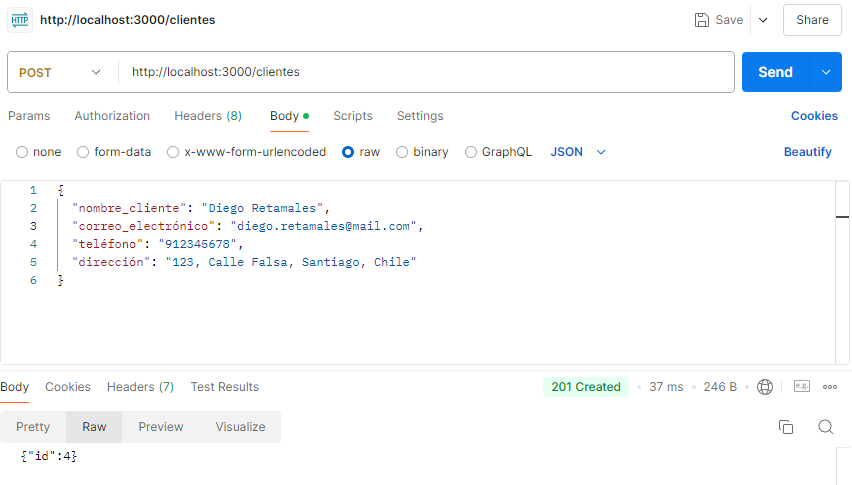 HTTP http://localhost:3000/clientes Save Share
POST http://localhost:3000/clientes Send
Params Authorization Headers (8) Body Scripts Settings Cookies
none form-data x-www-form-urlencoded raw binary GraphQL JSON Beautify
1 {
2 "nombre_cliente": "Diego Retamales",
3 "correo_electrónico": "diego.retamales@mail.com",
4 "teléfono": "912345678",
5 "dirección": "123, Calle Falsa, Santiago, Chile"
6 }
Body Cookies Headers (7) Test Results 201 Created 37 ms 246 B e.g.
Pretty Raw Preview Visualize
{"id":4}